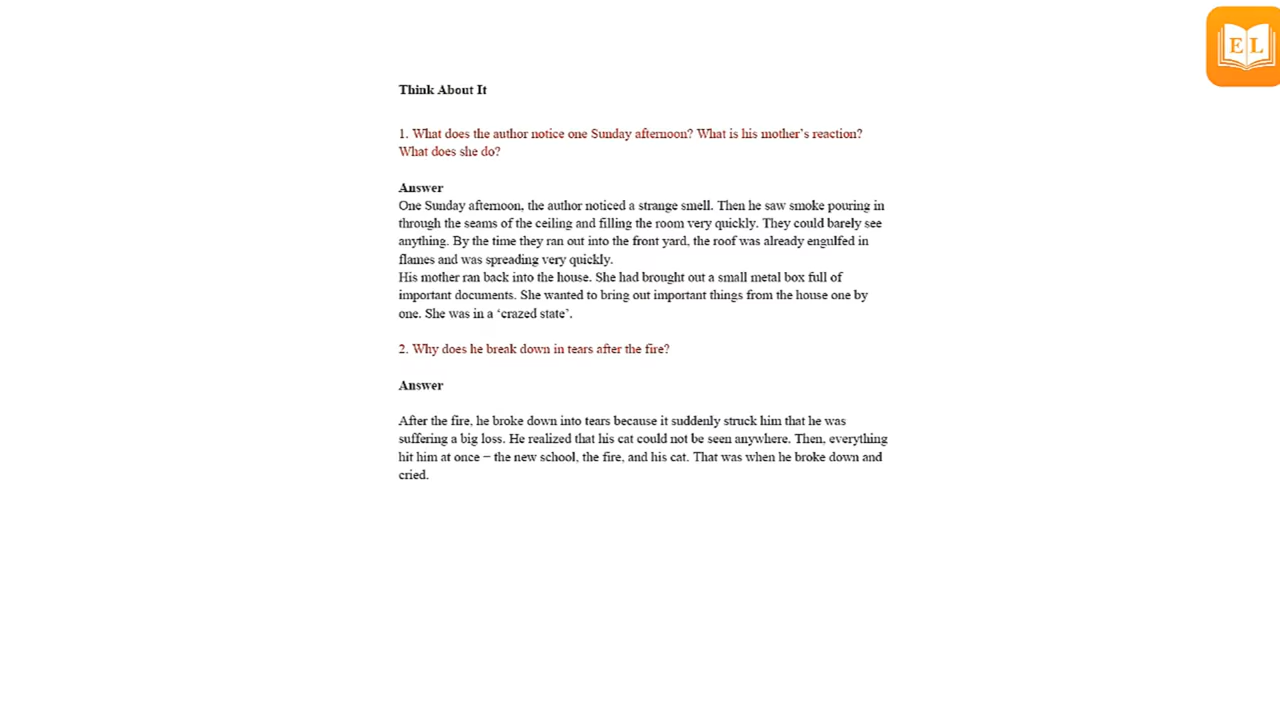 E L
Think About It
1. What does the author notice one Sunday afternoon? What is his mother's reaction?
What does she do?
Answer
One Sunday afternoon, the author noticed a strange smell. Then he saw smoke pouring in
through the seams of the ceiling and filling the room very quickly. They could barely see
anything. By the time they ran out into the front yard, the roof was already engulfed in
flames and was spreading very quickly.
His mother ran back into the house. She had brought out a small metal box full of
important documents. She wanted to bring out important things from the house one by
one. She was in a ‘crazed state’.
2. Why does he break down in tears after the fire?
Answer
After the fire, he broke down into tears because it suddenly struck him that he was
suffering a big loss. He realized that his cat could not be seen anywhere. Then, everything
hit him at once − the new school, the fire, and his cat. That was when he broke down and
cried.